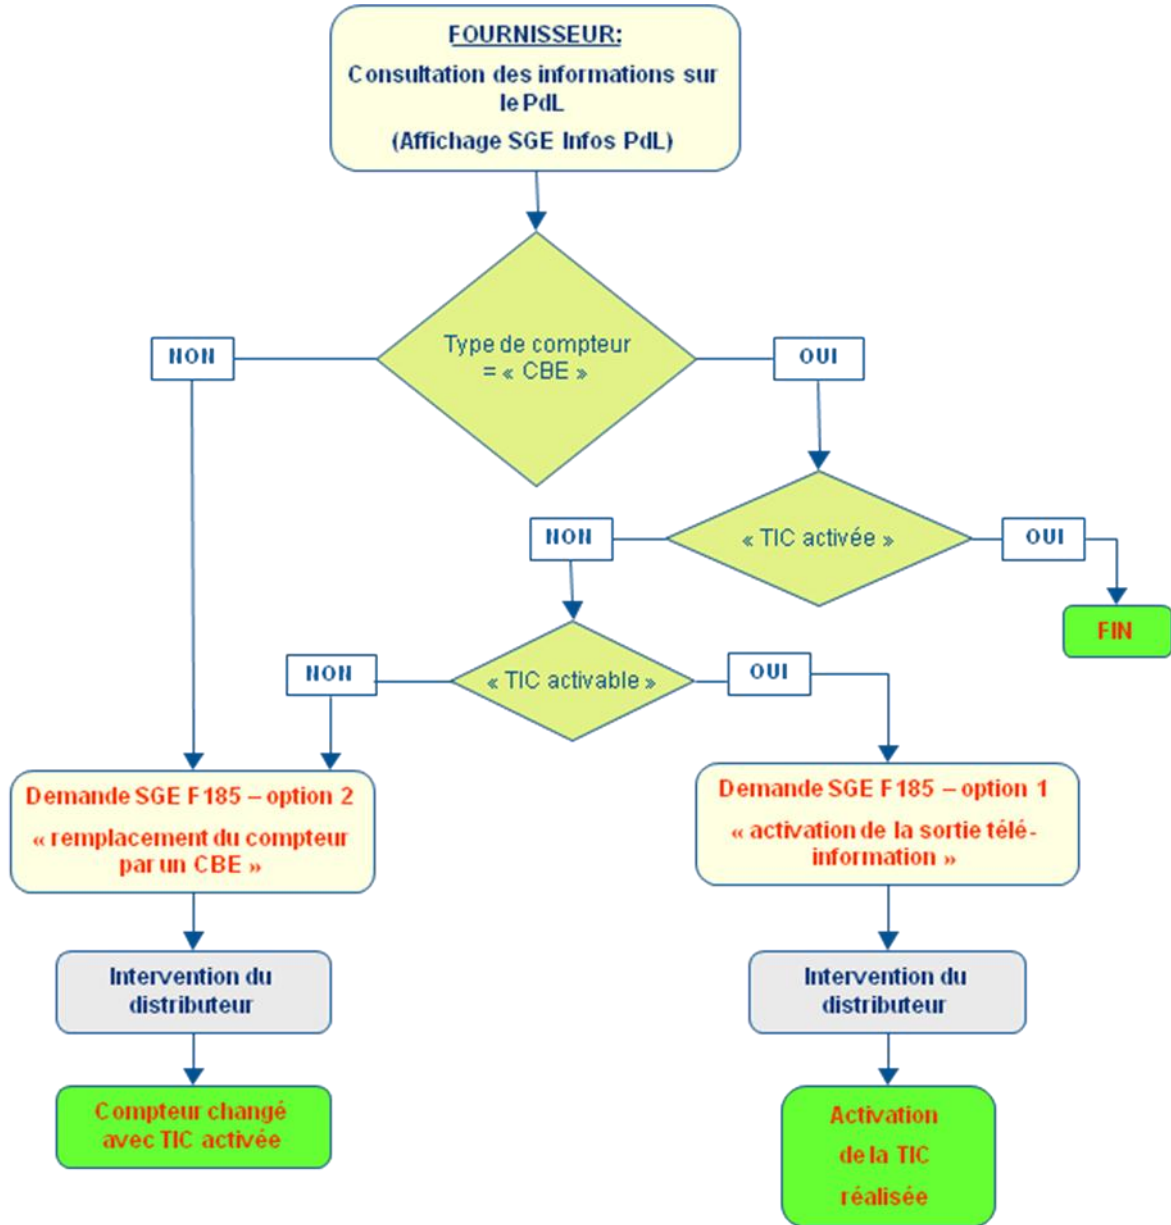 FOURNISSEUR:
Consultation des informations sur
le PdL
(Affichage SGE Infos PdL)
Type de compteur
= « CBE »
NON
OUI
« TIC activée »
NON
OUI
FIN
« TIC activable »
NON
OUI
Demande SGE F185 – option 2
« remplacement du compteur
par un CBE »
Demande SGE F185 – option 1
« activation de la sortie télé-
information »
Intervention du
distributeur
Intervention du
distributeur
Compteur changé
avec TIC activée
Activation
de la TIC
réalisée